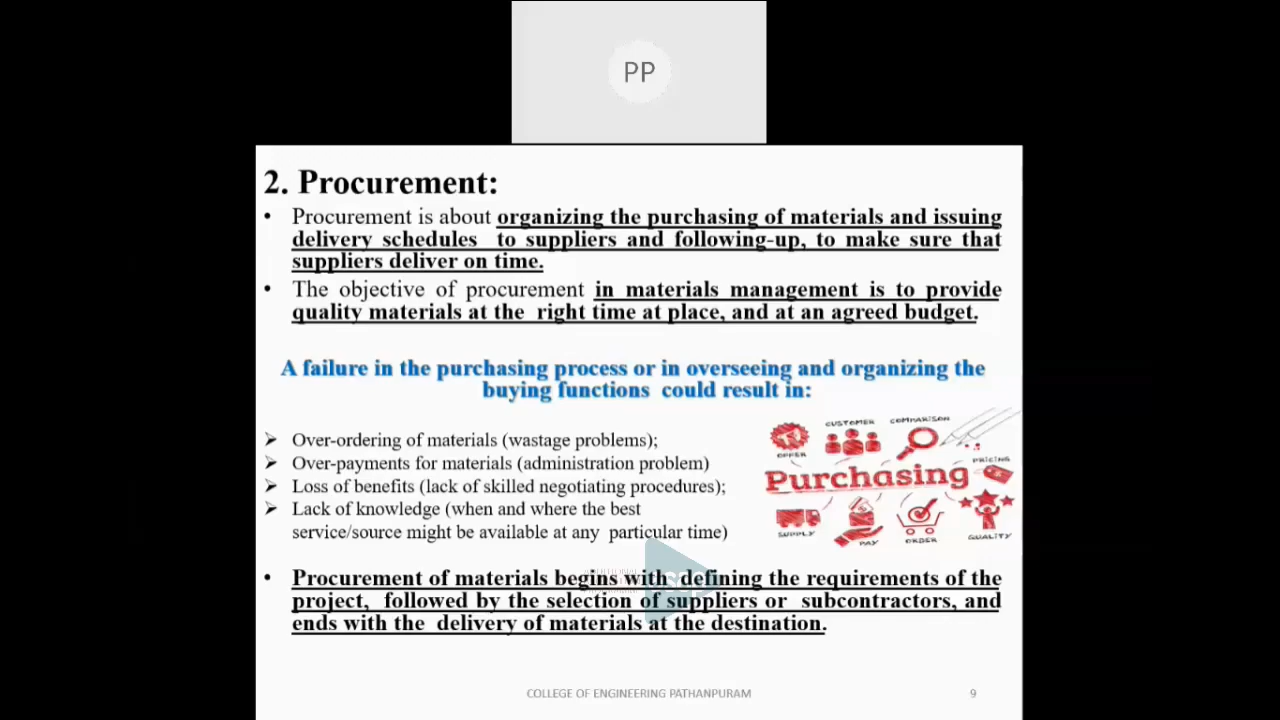 PP
2. Procurement:
• Procurement is about organizing the purchasing of materials and issuing
delivery schedules to suppliers and following-up, to make sure that
suppliers deliver on time.
• The objective of procurement in materials management is to provide
quality materials at the right time at place, and at an agreed budget.
A failure in the purchasing process or in overseeing and organizing the
buying functions could result in:
➢ Over-ordering of materials (wastage problems);
➢ Over-payments for materials (administration problem)
➢ Loss of benefits (lack of skilled negotiating procedures);
➢ Lack of knowledge (when and where the best
service/source might be available at any particular time)
CUSTOMER COMPARISON
OFFER
PRICING
Purchasing
SUPPLY PAY ORDER QUALITY
• Procurement of materials begins with defining the requirements of the
project, followed by the selection of suppliers or subcontractors, and
ends with the delivery of materials at the destination.
COLLEGE OF ENGINEERING PATHANPURAM 9